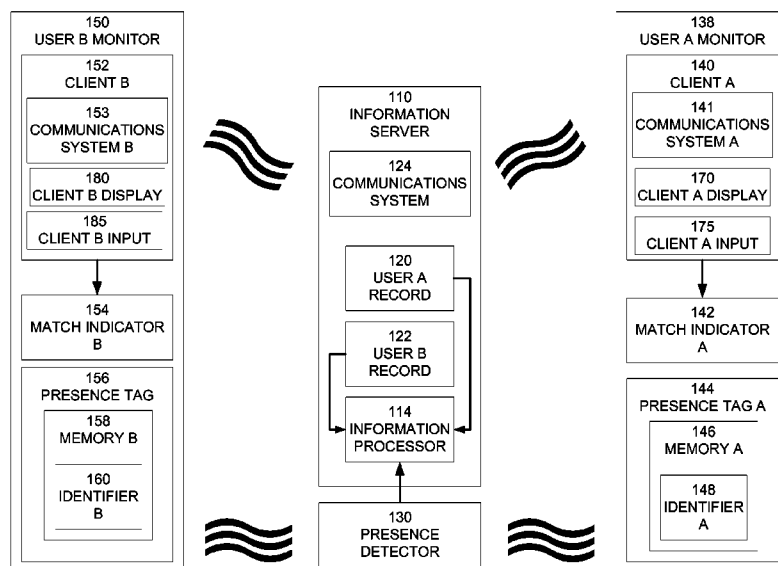 150
USER B MONITOR
152
CLIENT B
153
COMMUNICATIONS
SYSTEM B
180
CLIENT B DISPLAY
185
CLIENT B INPUT
154
MATCH INDICATOR
B
156
PRESENCE TAG
158
MEMORY B
160
IDENTIFIER
B
110
INFORMATION
SERVER
124
COMMUNICATIONS
SYSTEM
120
USER A
RECORD
122
USER B
RECORD
114
INFORMATION
PROCESSOR
130
PRESENCE
DETECTOR
138
USER A MONITOR
140
CLIENT A
141
COMMUNICATIONS
SYSTEM A
170
CLIENT A DISPLAY
175
CLIENT A INPUT
142
MATCH INDICATOR
A
144
PRESENCE TAG A
146
MEMORY A
148
IDENTIFIER
A